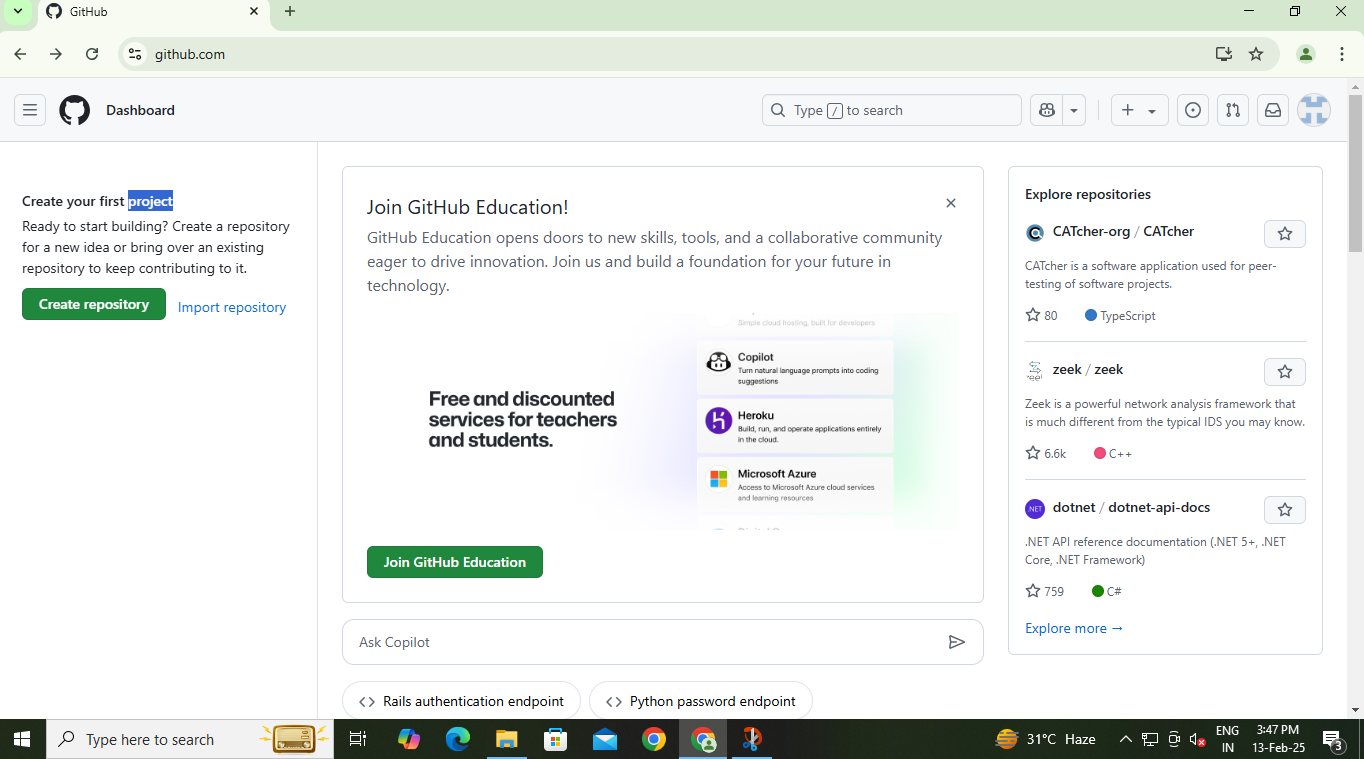 GitHub
github.com
Dashboard
Type / to search
Create your first project
Ready to start building? Create a repository
for a new idea or bring over an existing
repository to keep contributing to it.
Create repository
Import repository
Join GitHub Education!
GitHub Education opens doors to new skills, tools, and a collaborative community
eager to drive innovation. Join us and build a foundation for your future in
technology.
Free and discounted
services for teachers
and students.
Simple cloud hosting, built for developers
Copilot
Turn natural language prompts into coding
suggestions
Heroku
Build, run, and operate applications entirely
in the cloud.
Microsoft Azure
Access to Microsoft Azure cloud services
and learning resources
Join GitHub Education
Ask Copilot
Rails authentication endpoint
Python password endpoint
Explore repositories
CATcher-org / CATcher
CATcher is a software application used for peer-
testing of software projects.
80
TypeScript
zeek / zeek
Zeek is a powerful network analysis framework that
is much different from the typical IDS you may know.
6.6k
C++
.NET
dotnet / dotnet-api-docs
.NET API reference documentation (.NET 5+, .NET
Core, .NET Framework)
759
C#
Explore more →
Type here to search
31°C Haze
ENG
IN
3:47 PM
13-Feb-25
3